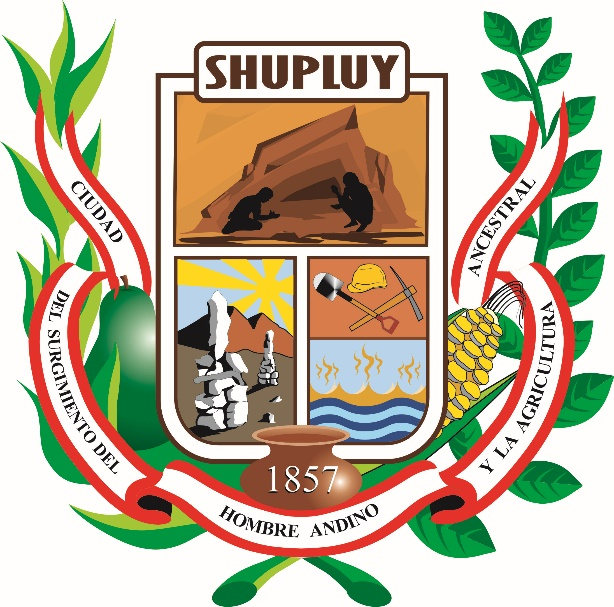 SHUPLUY
CIUDAD
ANCESTRAL
DEL SURGIMIENTO DEL
HOMBRE ANDINO
Y LA AGRICULTURA
1857